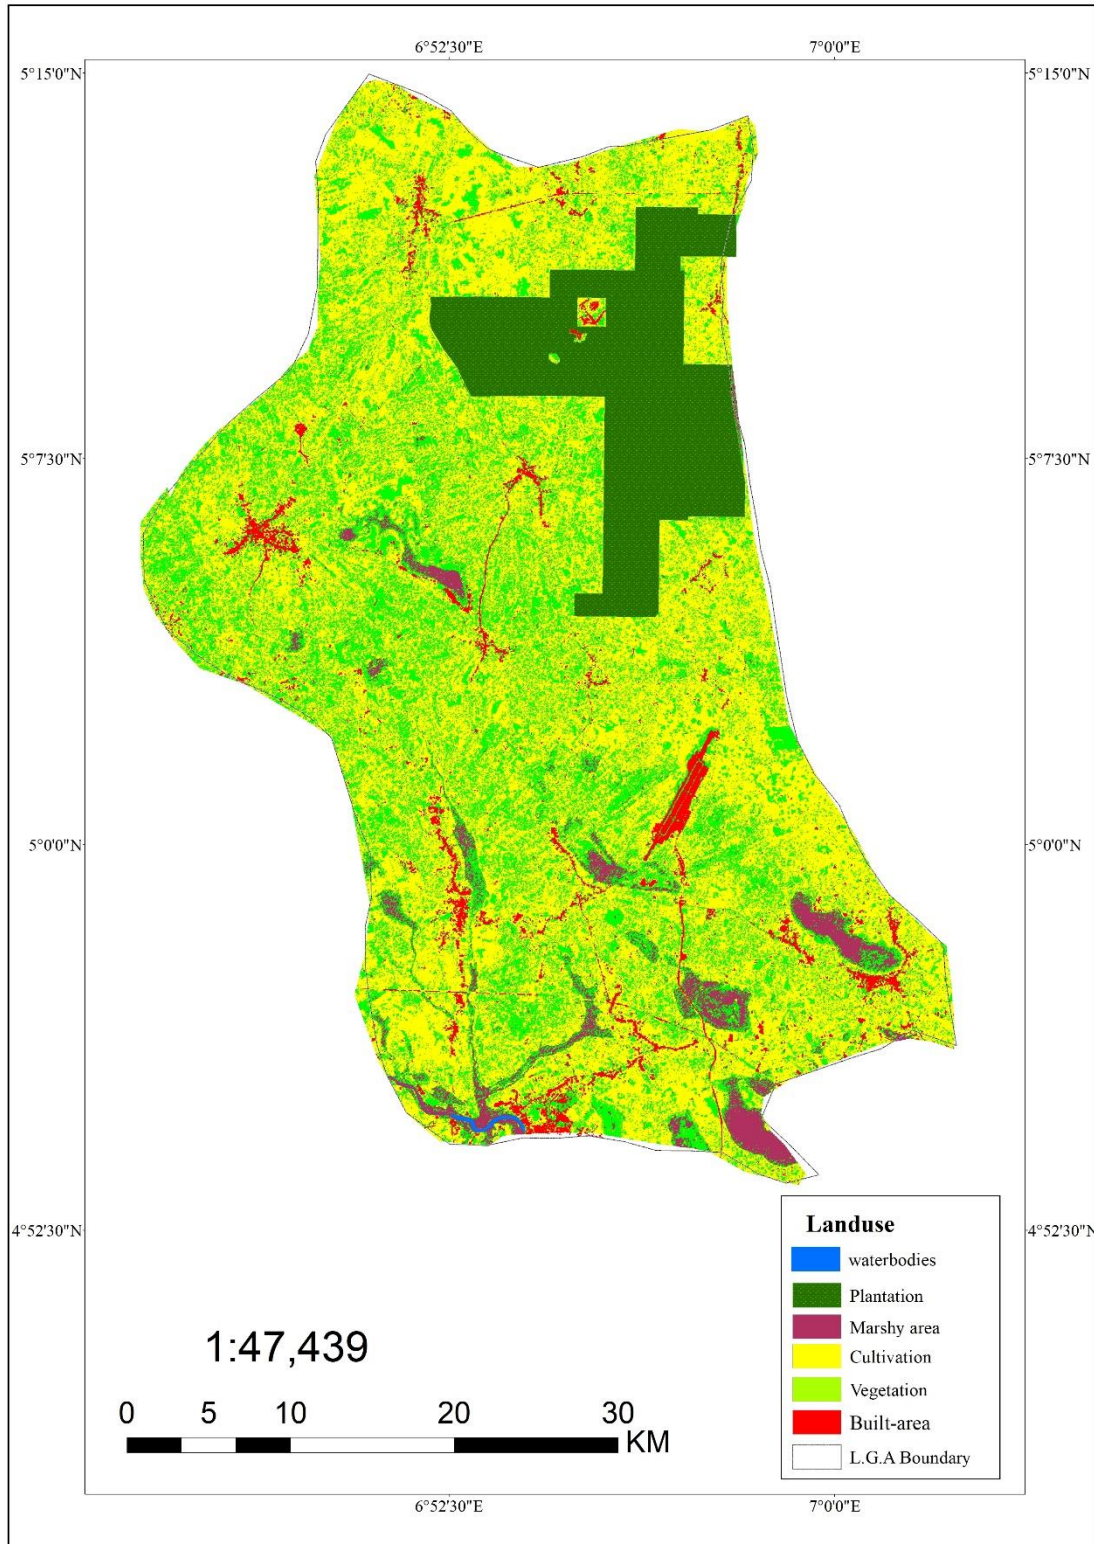 6°52'30"E 7°0'0"E
5°15'0"N 5°15'0"N
5°7'30"N 5°7'30"N
5°0'0"N 5°0'0"N
4°52'30"N 4°52'30"N
Landuse
waterbodies
Plantation
Marshy area
Cultivation
Vegetation
Built-area
L.G.A Boundary
1:47,439
0 5 10 20 30
KM
6°52'30"E 7°0'0"E